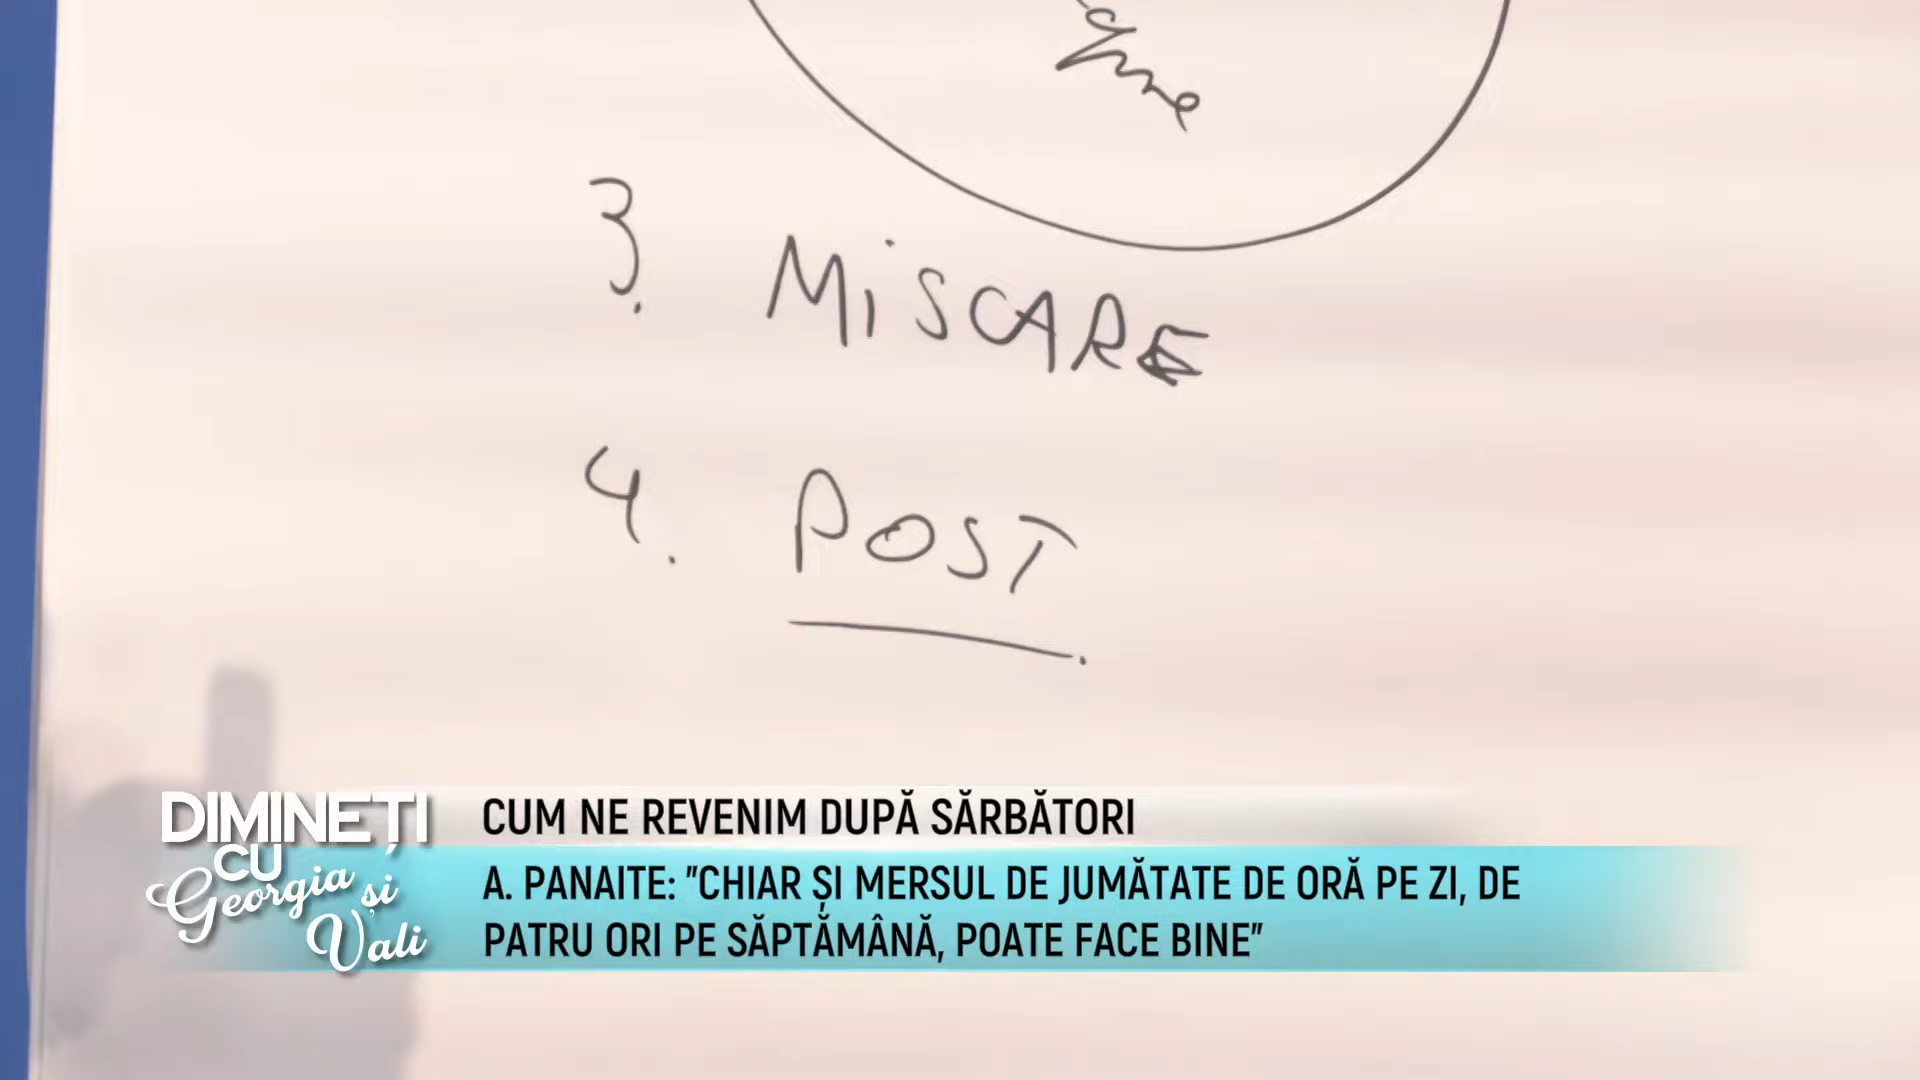 3. MiSCARE
4. POST
DIMINEȚI
CU
Georgia și
Vali
CUM NE REVENIM DUPĂ SĂRBĂTORI
A. PANAITE: "CHIAR ȘI MERSUL DE JUMĂTATE DE ORĂ PE ZI, DE
PATRU ORI PE SĂPTĂMÂNĂ, POATE FACE BINE"